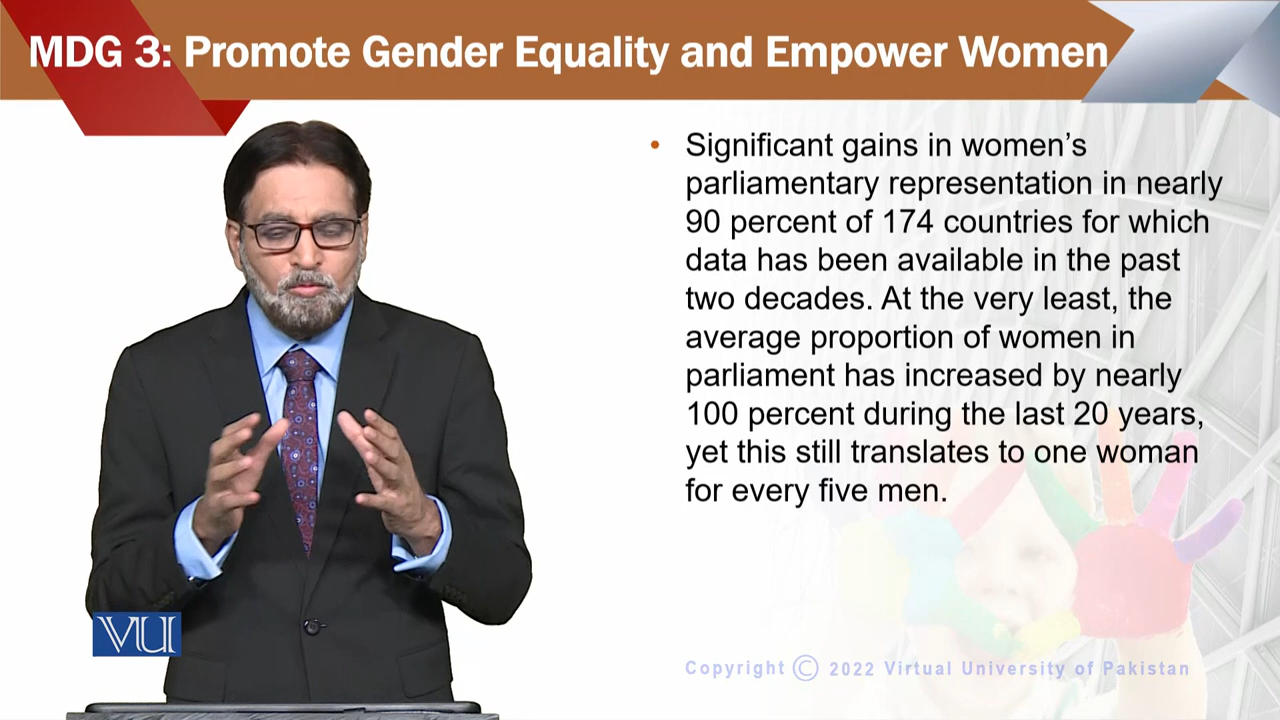 MDG 3: Promote Gender Equality and Empower Women
• Significant gains in women’s
parliamentary representation in nearly
90 percent of 174 countries for which
data has been available in the past
two decades. At the very least, the
average proportion of women in
parliament has increased by nearly
100 percent during the last 20 years,
yet this still translates to one woman
for every five men.
VU
Copyright © 2022 Virtual University of Pakistan